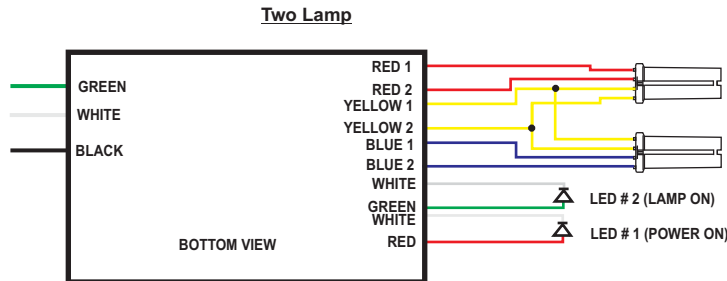 Two Lamp
GREEN
WHITE
BLACK
RED 1
RED 2
YELLOW 1
YELLOW 2
BLUE 1
BLUE 2
WHITE
GREEN
WHITE
RED
BOTTOM VIEW
LED # 2 (LAMP ON)
LED # 1 (POWER ON)